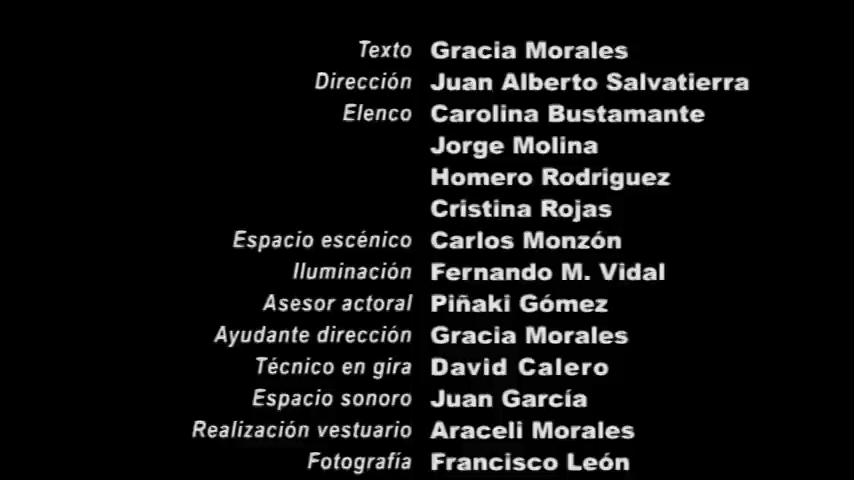 Texto Gracia Morales
Dirección Juan Alberto Salvatierra
Elenco Carolina Bustamante
Jorge Molina
Homero Rodriguez
Cristina Rojas
Espacio escénico Carlos Monzón
Iluminación Fernando M. Vidal
Asesor actoral Piñaki Gómez
Ayudante dirección Gracia Morales
Técnico en gira David Calero
Espacio sonoro Juan García
Realización vestuario Araceli Morales
Fotografía Francisco León